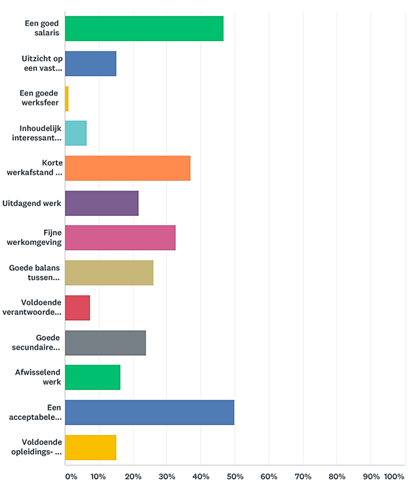 Een goed
salaris
Uitzicht op
een vast...
Een goede
werksfeer
Inhoudelijk
interessant...
Korte
werkafstand ...
Uitdagend werk
Fijne
werkomgeving
Goede balans
tussen...
Voldoende
verantwoorde...
Goede
secundaire...
Afwisselend
werk
Een
acceptabele...
Voldoende
opleidings- ...
0% 10% 20% 30% 40% 50% 60% 70% 80% 90% 100%